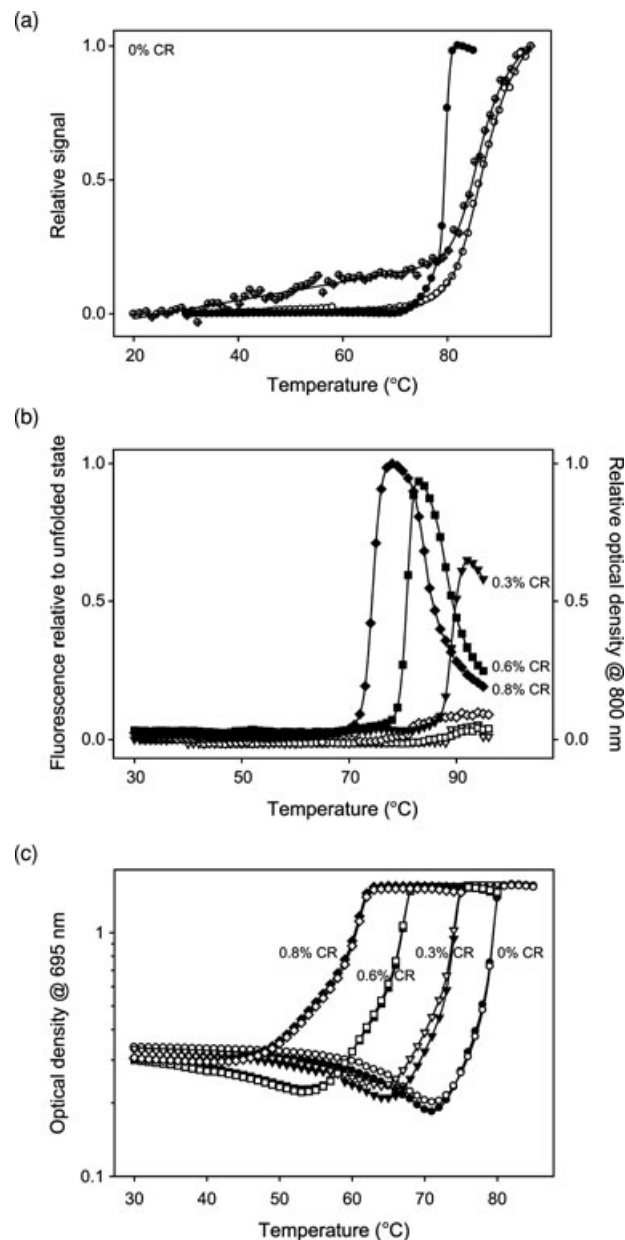 (a)
0% CR
1.0
0.5
0.0
Relative signal
20 40 60 80
Temperature (°C)
(b)
1.0
0.5
0.0
Fluorescence relative to unfolded state
1.0
0.5
0.0
Relative optical density @ 800 nm
0.3% CR
0.6% CR
0.8% CR
30 50 70 90
Temperature (°C)
(c)
1
0.1
Optical density @ 695 nm
0.8% CR
0.6% CR
0.3% CR
0% CR
30 40 50 60 70 80
Temperature (°C)